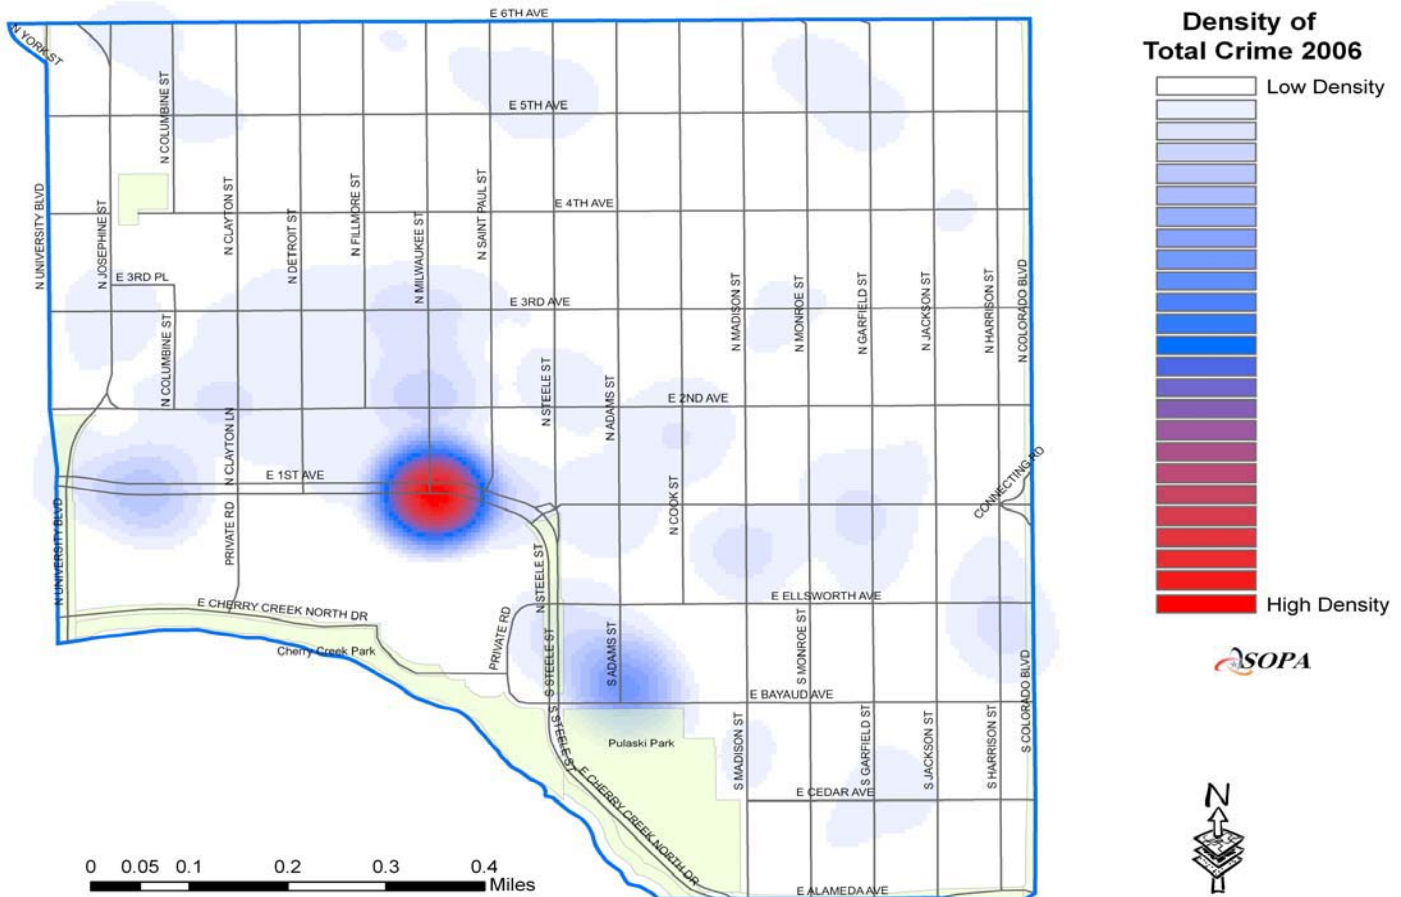 E 6TH AVE
Density of
Total Crime 2006
N YORK ST
Low Density
N COLUMBINE ST
E 5TH AVE
N UNIVERSITY BLVD
N JOSEPHINE ST
N CLAYTON ST
N DETROIT ST
N FILLMORE ST
N MILWAUKEE ST
N SAINT PAUL ST
E 4TH AVE
E 3RD PL
E 3RD AVE
N COLUMBINE ST
N MADISON ST
N MONROE ST
N GARFIELD ST
N JACKSON ST
N HARRISON ST
N COLORADO BLVD
N STEELE ST
N ADAMS ST
E 2ND AVE
N CLAYTON LN
E 1ST AVE
N COOK ST
CONNECTING RD
N UNIVERSITY BLVD
PRIVATE RD
N STEELE ST
E ELLSWORTH AVE
High Density
E CHERRY CREEK NORTH DR
PRIVATE RD
S STEELE ST
S ADAMS ST
S MONROE ST
Cherry Creek Park
SOPA
E BAYAUD AVE
S COLORADO BLVD
S STEELE ST
Pulaski Park
S MADISON ST
S GARFIELD ST
S JACKSON ST
S HARRISON ST
E CHERRY CREEK NORTH DR
E CEDAR AVE
N
0 0.05 0.1 0.2 0.3 0.4
Miles
E ALAMEDA AVE